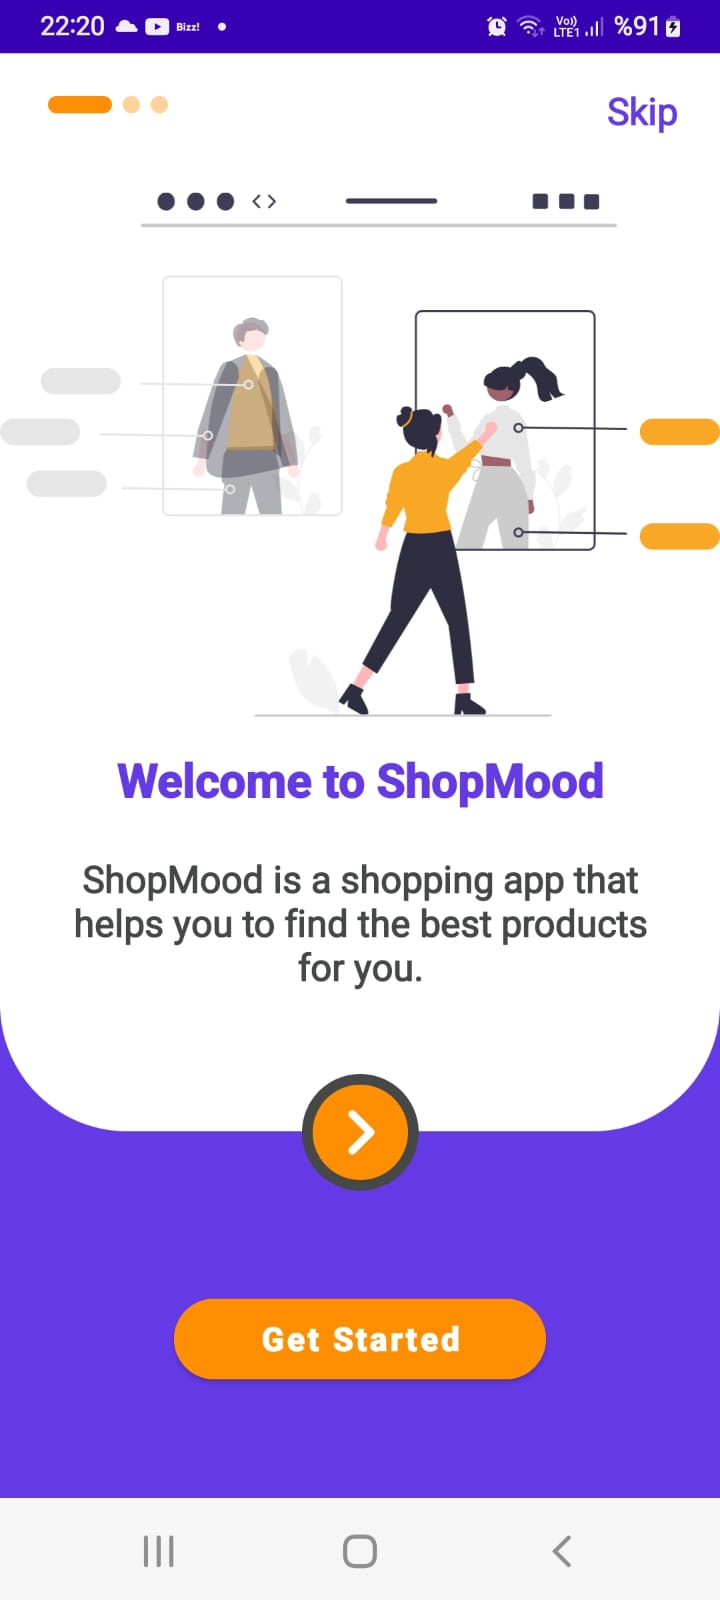 22:20 Bizz! Vo)) LTE1 %91
Skip
Welcome to ShopMood
ShopMood is a shopping app that
helps you to find the best products
for you.
Get Started